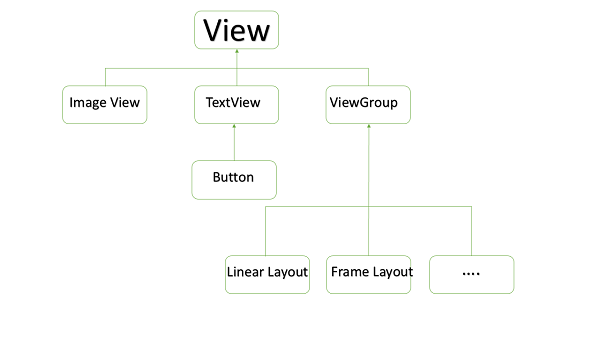 View
Image View
TextView
ViewGroup
Button
Linear Layout
Frame Layout
....